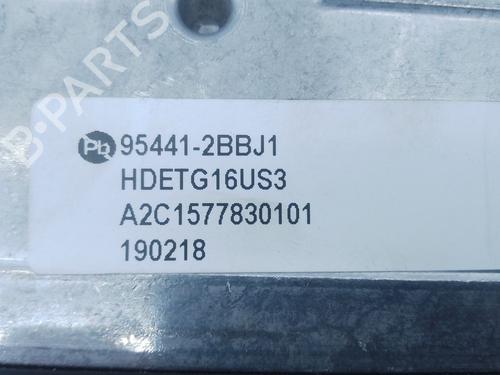 B-PARTS
Pb 95441-2BBJ1
HDETG16US3
A2C1577830101
190218